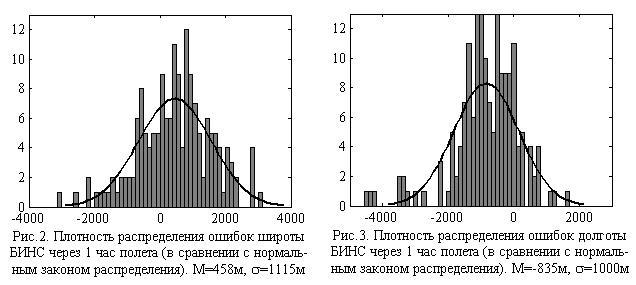 12
10
8
6
4
2
0
-4000 -2000 0 2000 4000
Рис.2. Плотность распределения ошибок широты
БИНС через 1 час полета (в сравнении с нормаль-
ным законом распределения). М=458м, σ=1115м
12
10
8
6
4
2
0
-4000 -2000 0 2000
Рис.3. Плотность распределения ошибок долготы
БИНС через 1 час полета (в сравнении с нормаль-
ным законом распределения). М=-835м, σ=1000м